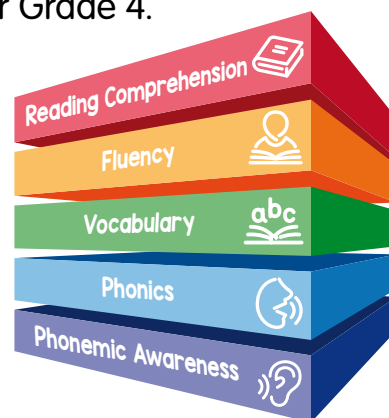 r Grade 4.
Reading Comprehension
Fluency
Vocabulary
abc
Phonics
Phonemic Awareness